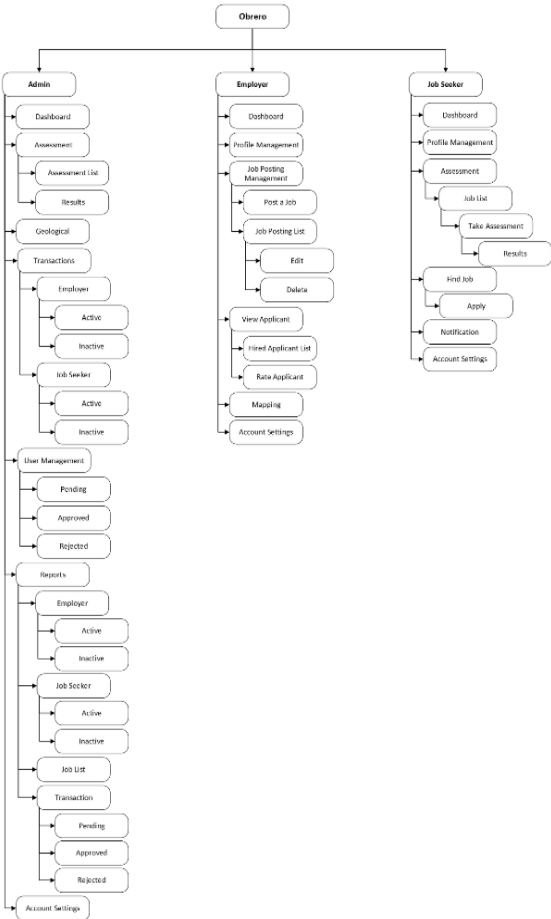 Obrero
Admin
Dashboard
Assessment
Assessment List
Results
Geological
Transactions
Employer
Active
Inactive
Job Seeker
Active
Inactive
User Management
Pending
Approved
Rejected
Reports
Employer
Active
Inactive
Job Seeker
Active
Inactive
Job List
Transaction
Pending
Approved
Rejected
Account Settings
Employer
Dashboard
Profile Management
Job Posting
Management
Post a Job
Job Posting List
Edit
Delete
View Applicant
Hired Applicant List
Rate Applicant
Mapping
Account Settings
Job Seeker
Dashboard
Profile Management
Assessment
Job List
Take Assessment
Results
Find Job
Apply
Notification
Account Settings